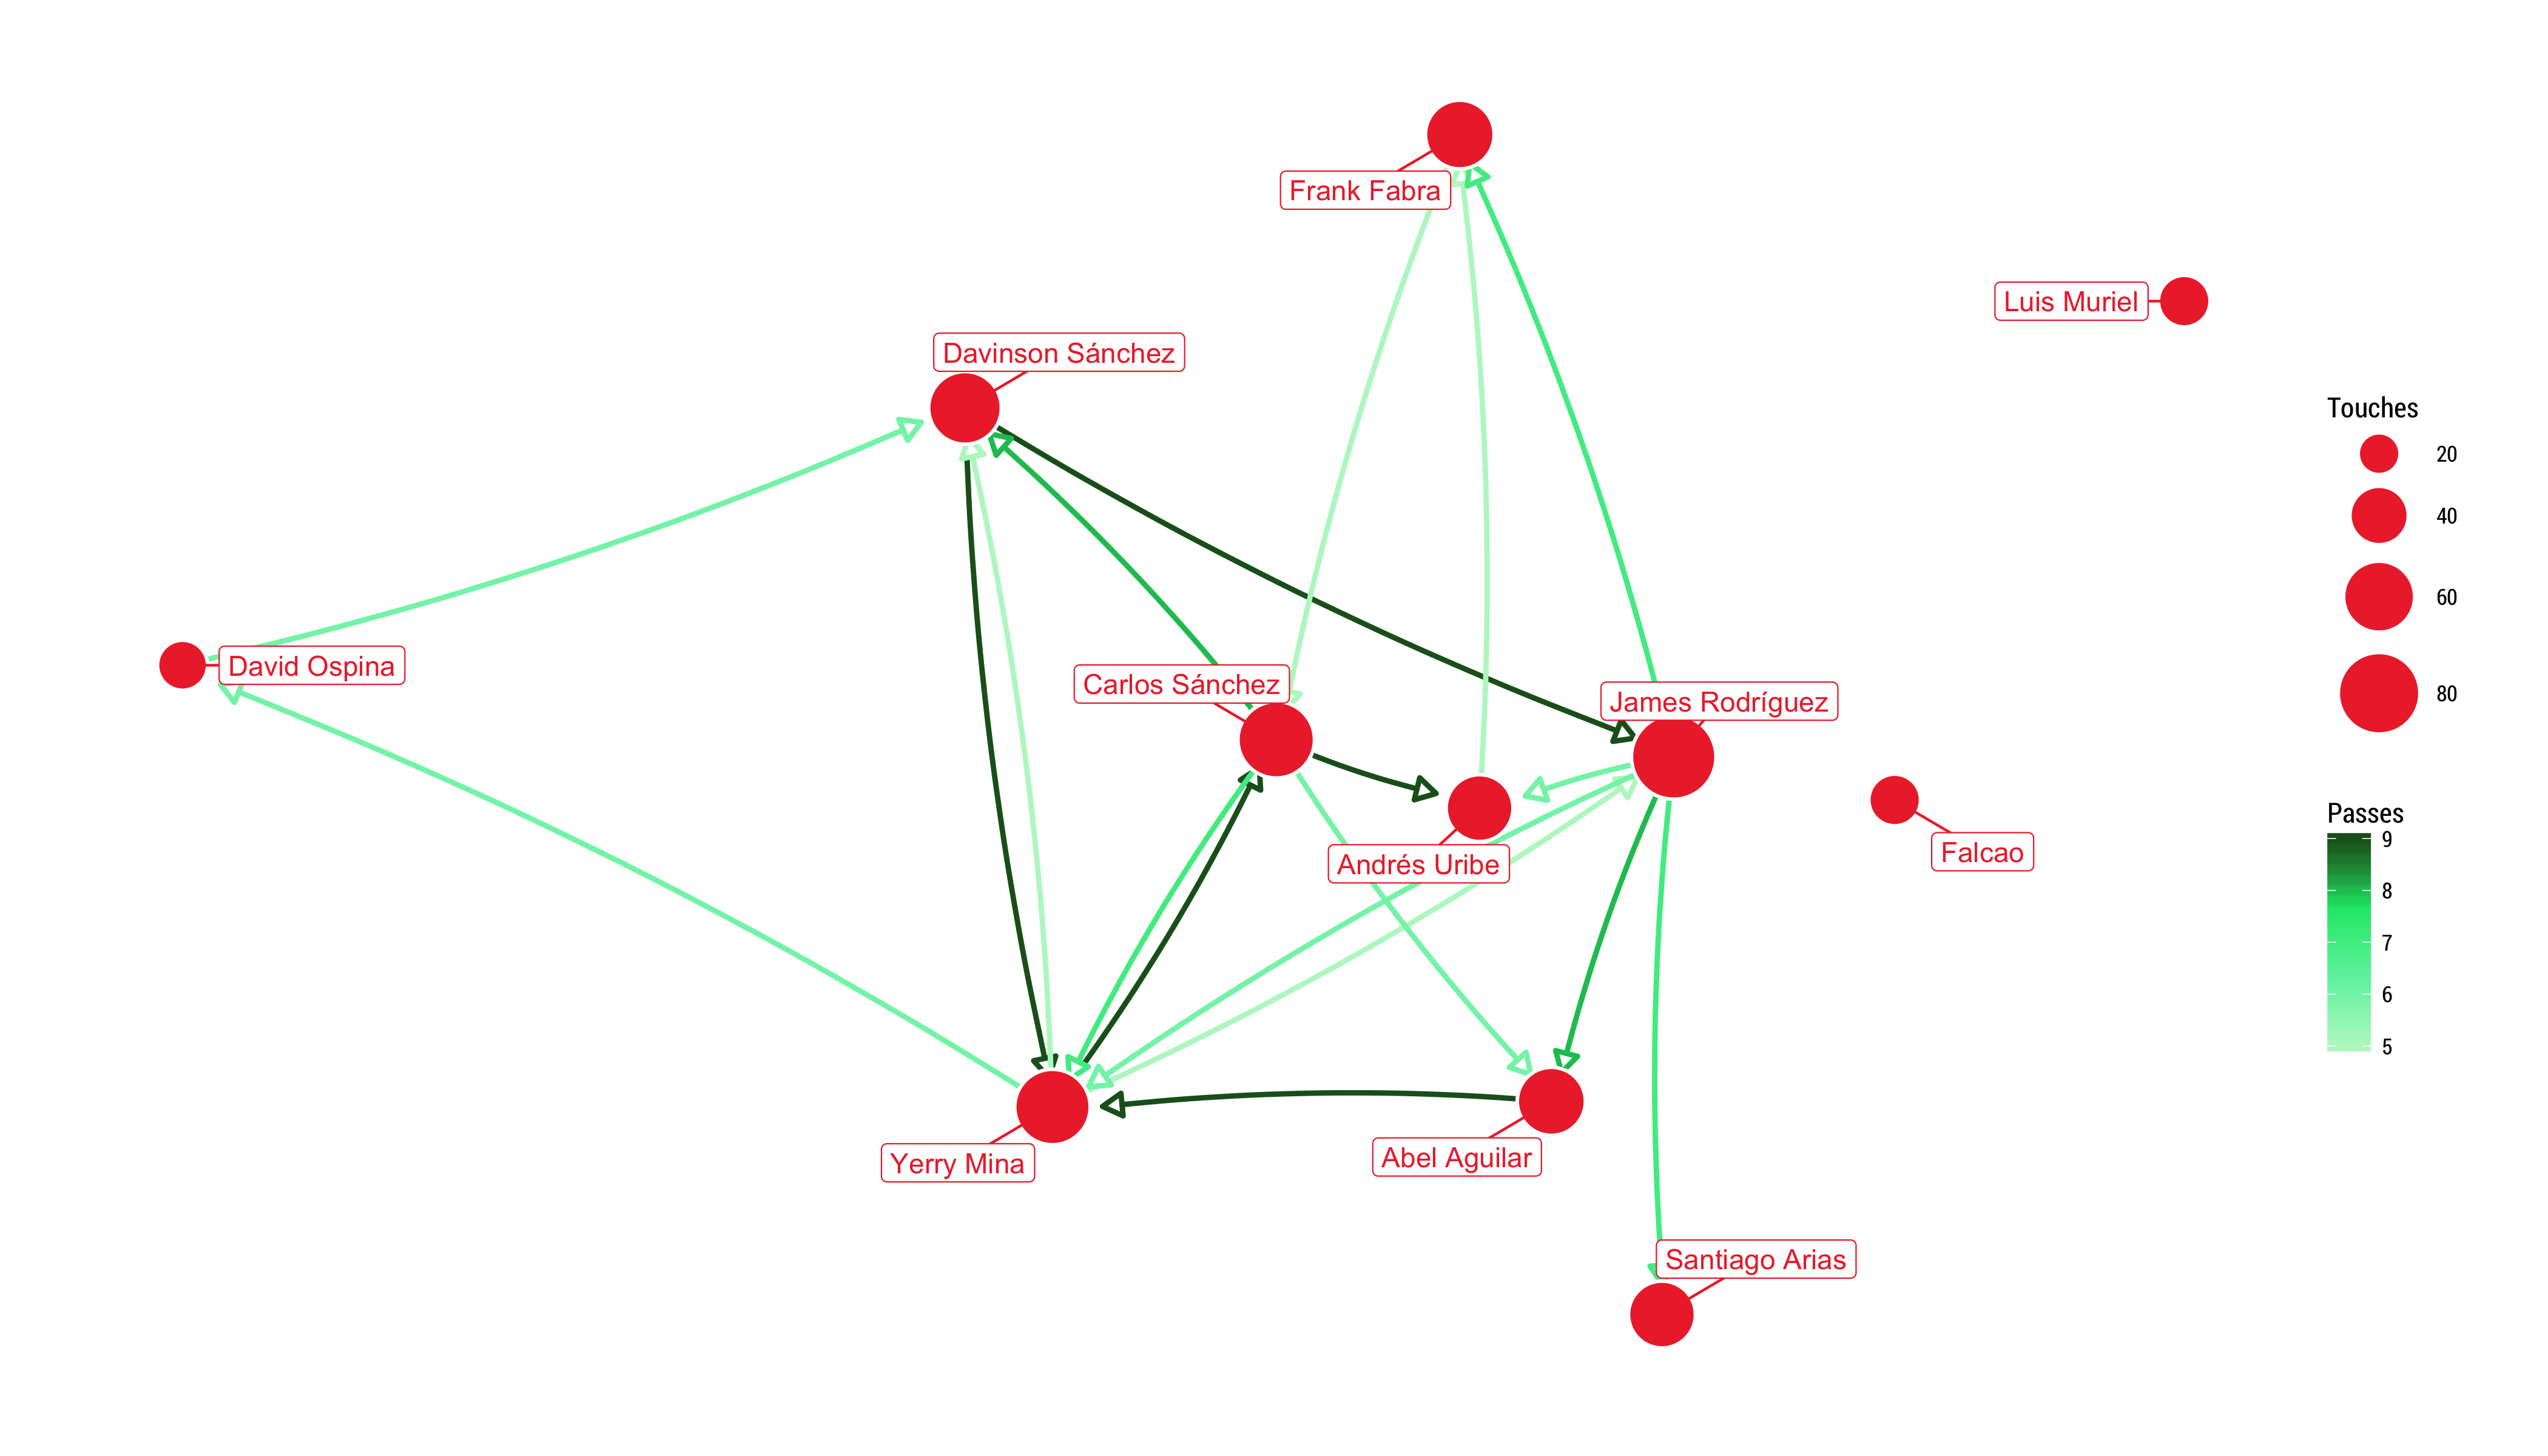 Frank Fabra
Luis Muriel
Davinson Sánchez
David Ospina
Carlos Sánchez
James Rodríguez
Andrés Uribe
Falcao
Yerry Mina
Abel Aguilar
Santiago Arias
Touches
20
40
60
80
Passes
9
8
7
6
5